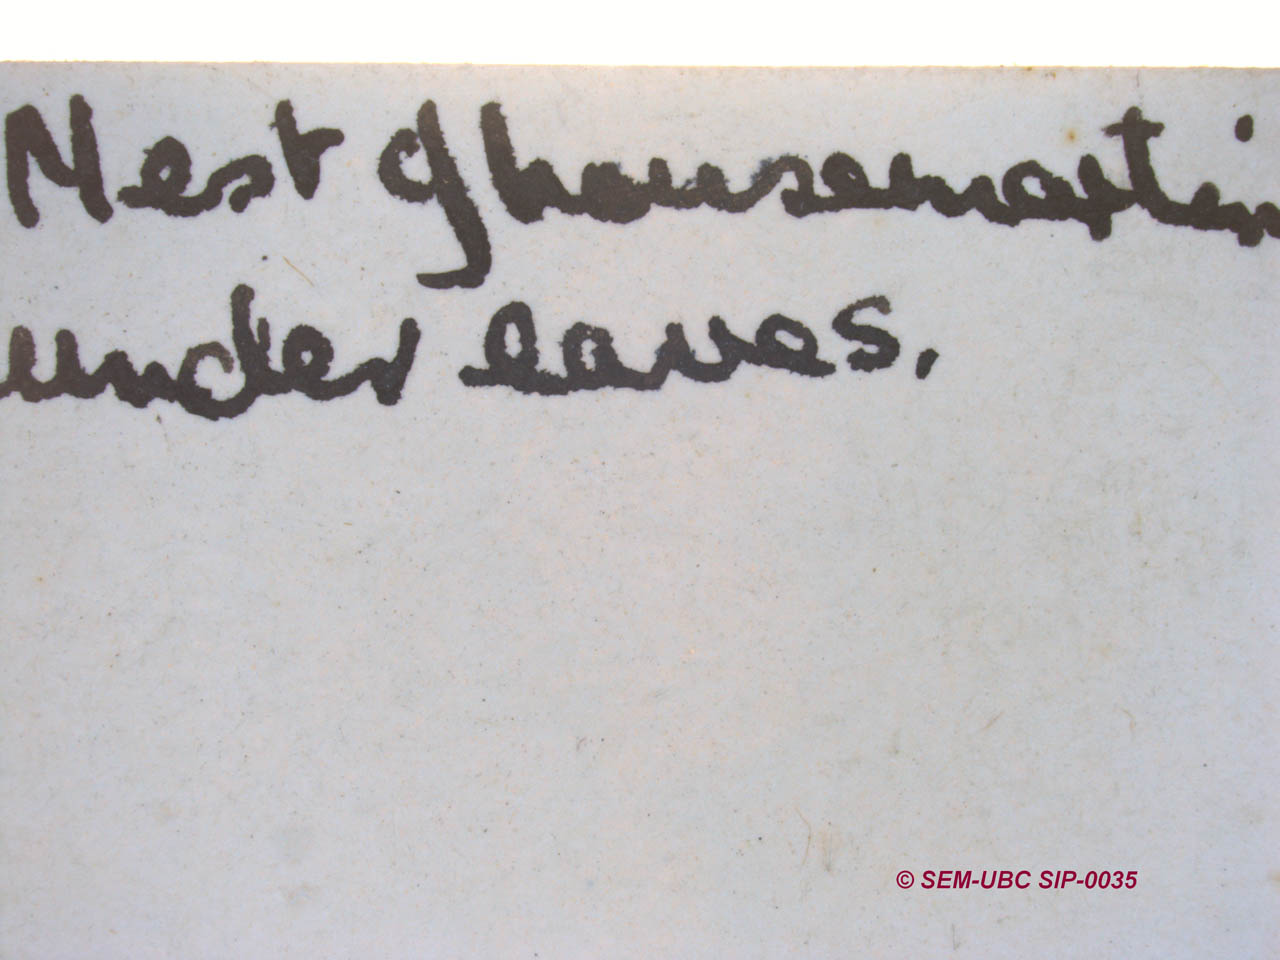 Nest of housemartin
under eaves.
© SEM-UBC SIP-0035